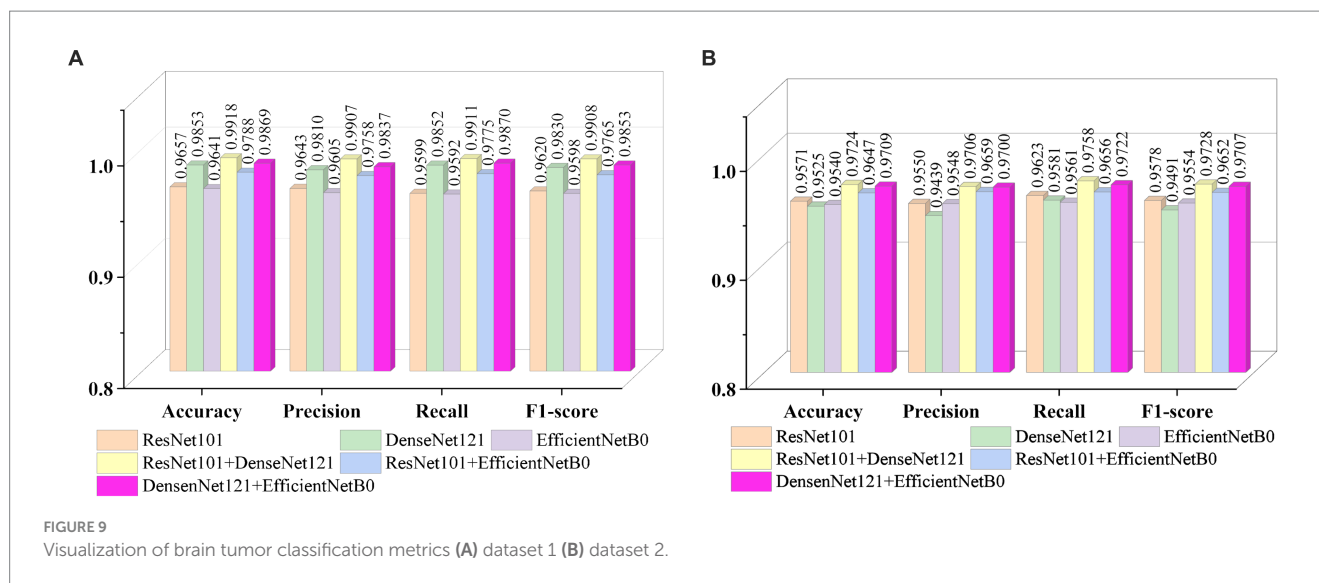 A
1.0
0.9
0.8
0.9657 0.9853 0.9641 0.9918 0.9788 0.9869
0.9643 0.9810 0.9605 0.9907 0.9758 0.9837
0.9599 0.9852 0.9592 0.9911 0.9775 0.9870
0.9620 0.9830 0.9598 0.9908 0.9765 0.9853
Accuracy Precision Recall F1-score
ResNet101 DenseNet121 EfficientNetB0
ResNet101+DenseNet121 ResNet101+EfficientNetB0
DensenNet121+EfficientNetB0
B
1.0
0.9
0.8
0.9571 0.9525 0.9540 0.9724 0.9647 0.9709
0.9550 0.9439 0.9548 0.9706 0.9659 0.9700
0.9623 0.9581 0.9561 0.9758 0.9656 0.9722
0.9578 0.9491 0.9554 0.9728 0.9652 0.9707
Accuracy Precision Recall F1-score
ResNet101 DenseNet121 EfficientNetB0
ResNet101+DenseNet121 ResNet101+EfficientNetB0
DensenNet121+EfficientNetB0
FIGURE 9
Visualization of brain tumor classification metrics (A) dataset 1 (B) dataset 2.